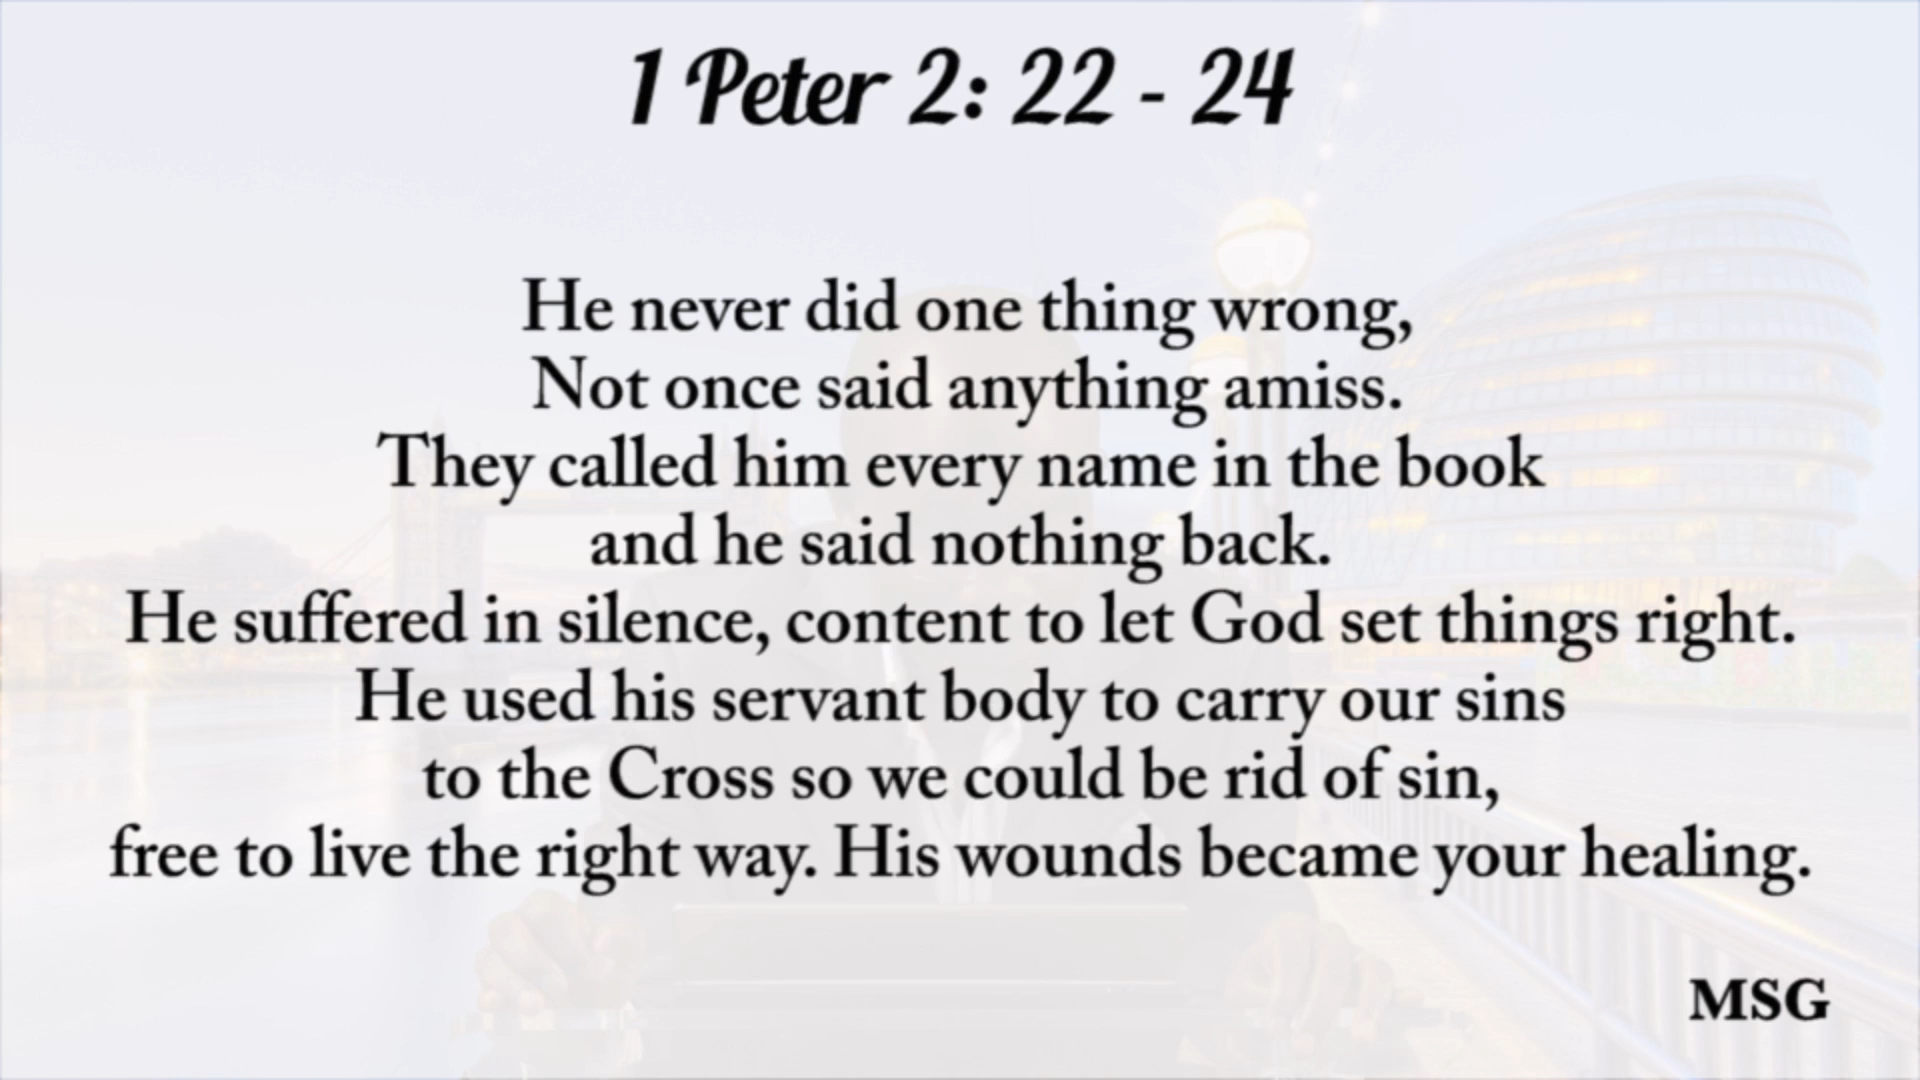 1 Peter 2: 22 - 24
He never did one thing wrong,
Not once said anything amiss.
They called him every name in the book
and he said nothing back.
He suffered in silence, content to let God set things right.
He used his servant body to carry our sins
to the Cross so we could be rid of sin,
free to live the right way. His wounds became your healing.
MSG